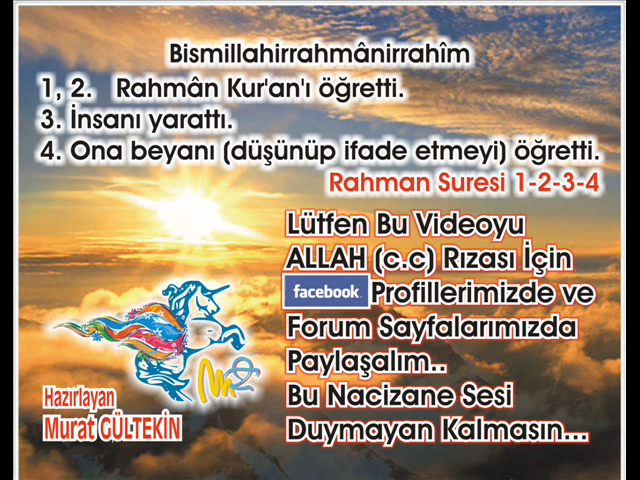 Bismillahirrahmânirrahîm
1, 2. Rahmân Kur'an'ı öğretti.
3. İnsanı yarattı.
4. Ona beyanı (düşünüp ifade etmeyi) öğretti.
Rahman Suresi 1-2-3-4
Lütfen Bu Videoyu
ALLAH (c.c) Rızası İçin
facebook Profillerimizde ve
Forum Sayfalarımızda
Paylaşalım..
Bu Nacizane Sesi
Duymayan Kalmasın...
Hazırlayan
Murat GÜLTEKİN